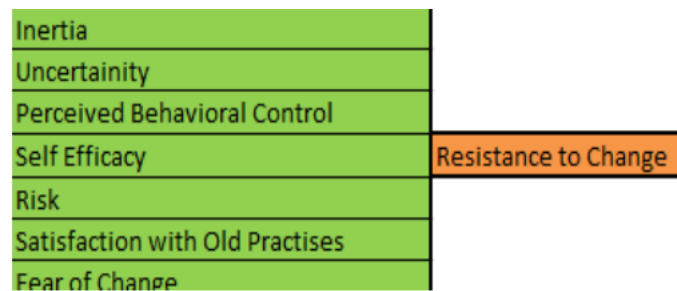 Inertia
Uncertainity
Perceived Behavioral Control
Self Efficacy
Resistance to Change
Risk
Satisfaction with Old Practises
Fear of Change